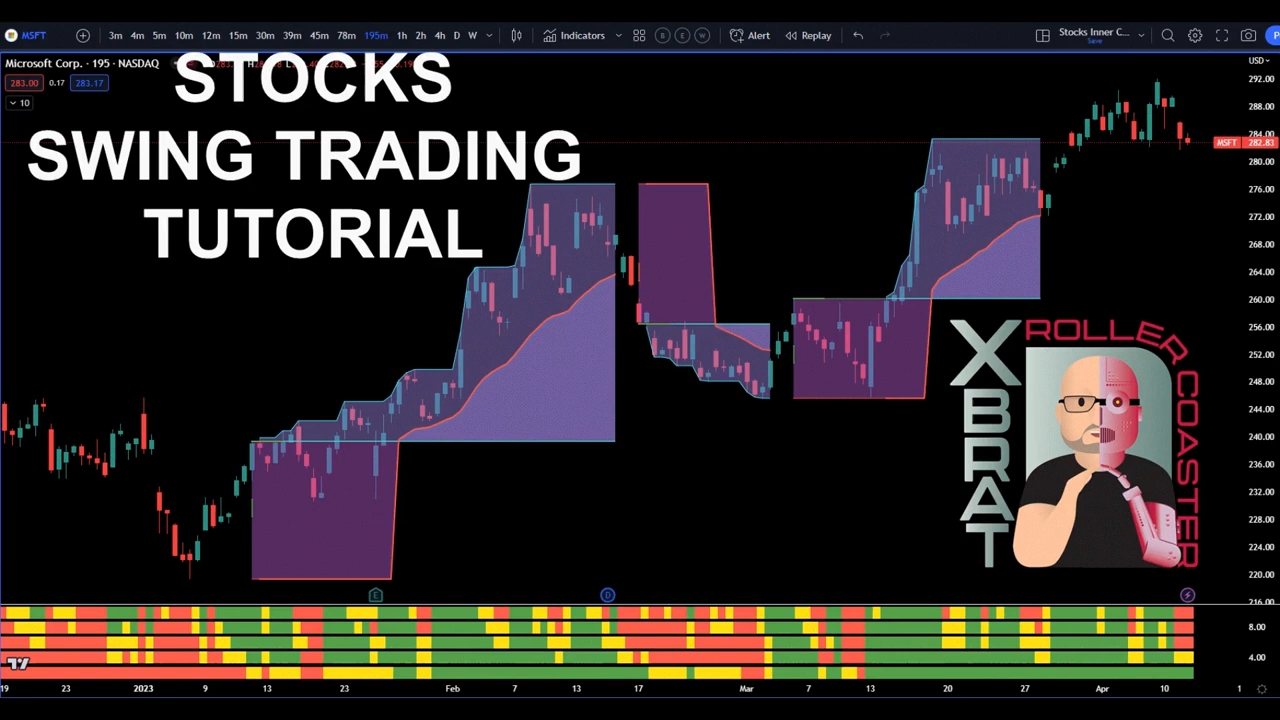 MSFT 3m 4m 5m 10m 12m 15m 30m 39m 45m 78m 195m 1h 2h 4h D W Indicators B E W Alert Replay Stocks Inner C... Save
Microsoft Corp. · 195 · NASDAQ
USD
283.00 0.17 283.17
10
STOCKS
SWING TRADING
TUTORIAL
292.00
288.00
284.00
MSFT 282.83
280.00
276.00
272.00
268.00
264.00
260.00
256.00
252.00
248.00
244.00
240.00
236.00
232.00
228.00
224.00
220.00
216.00
XBRAT
ROLLER COASTER
E D
8.00
4.00
19 23 2023 9 13 23 Feb 7 13 17 Mar 7 13 20 27 Apr 10 1